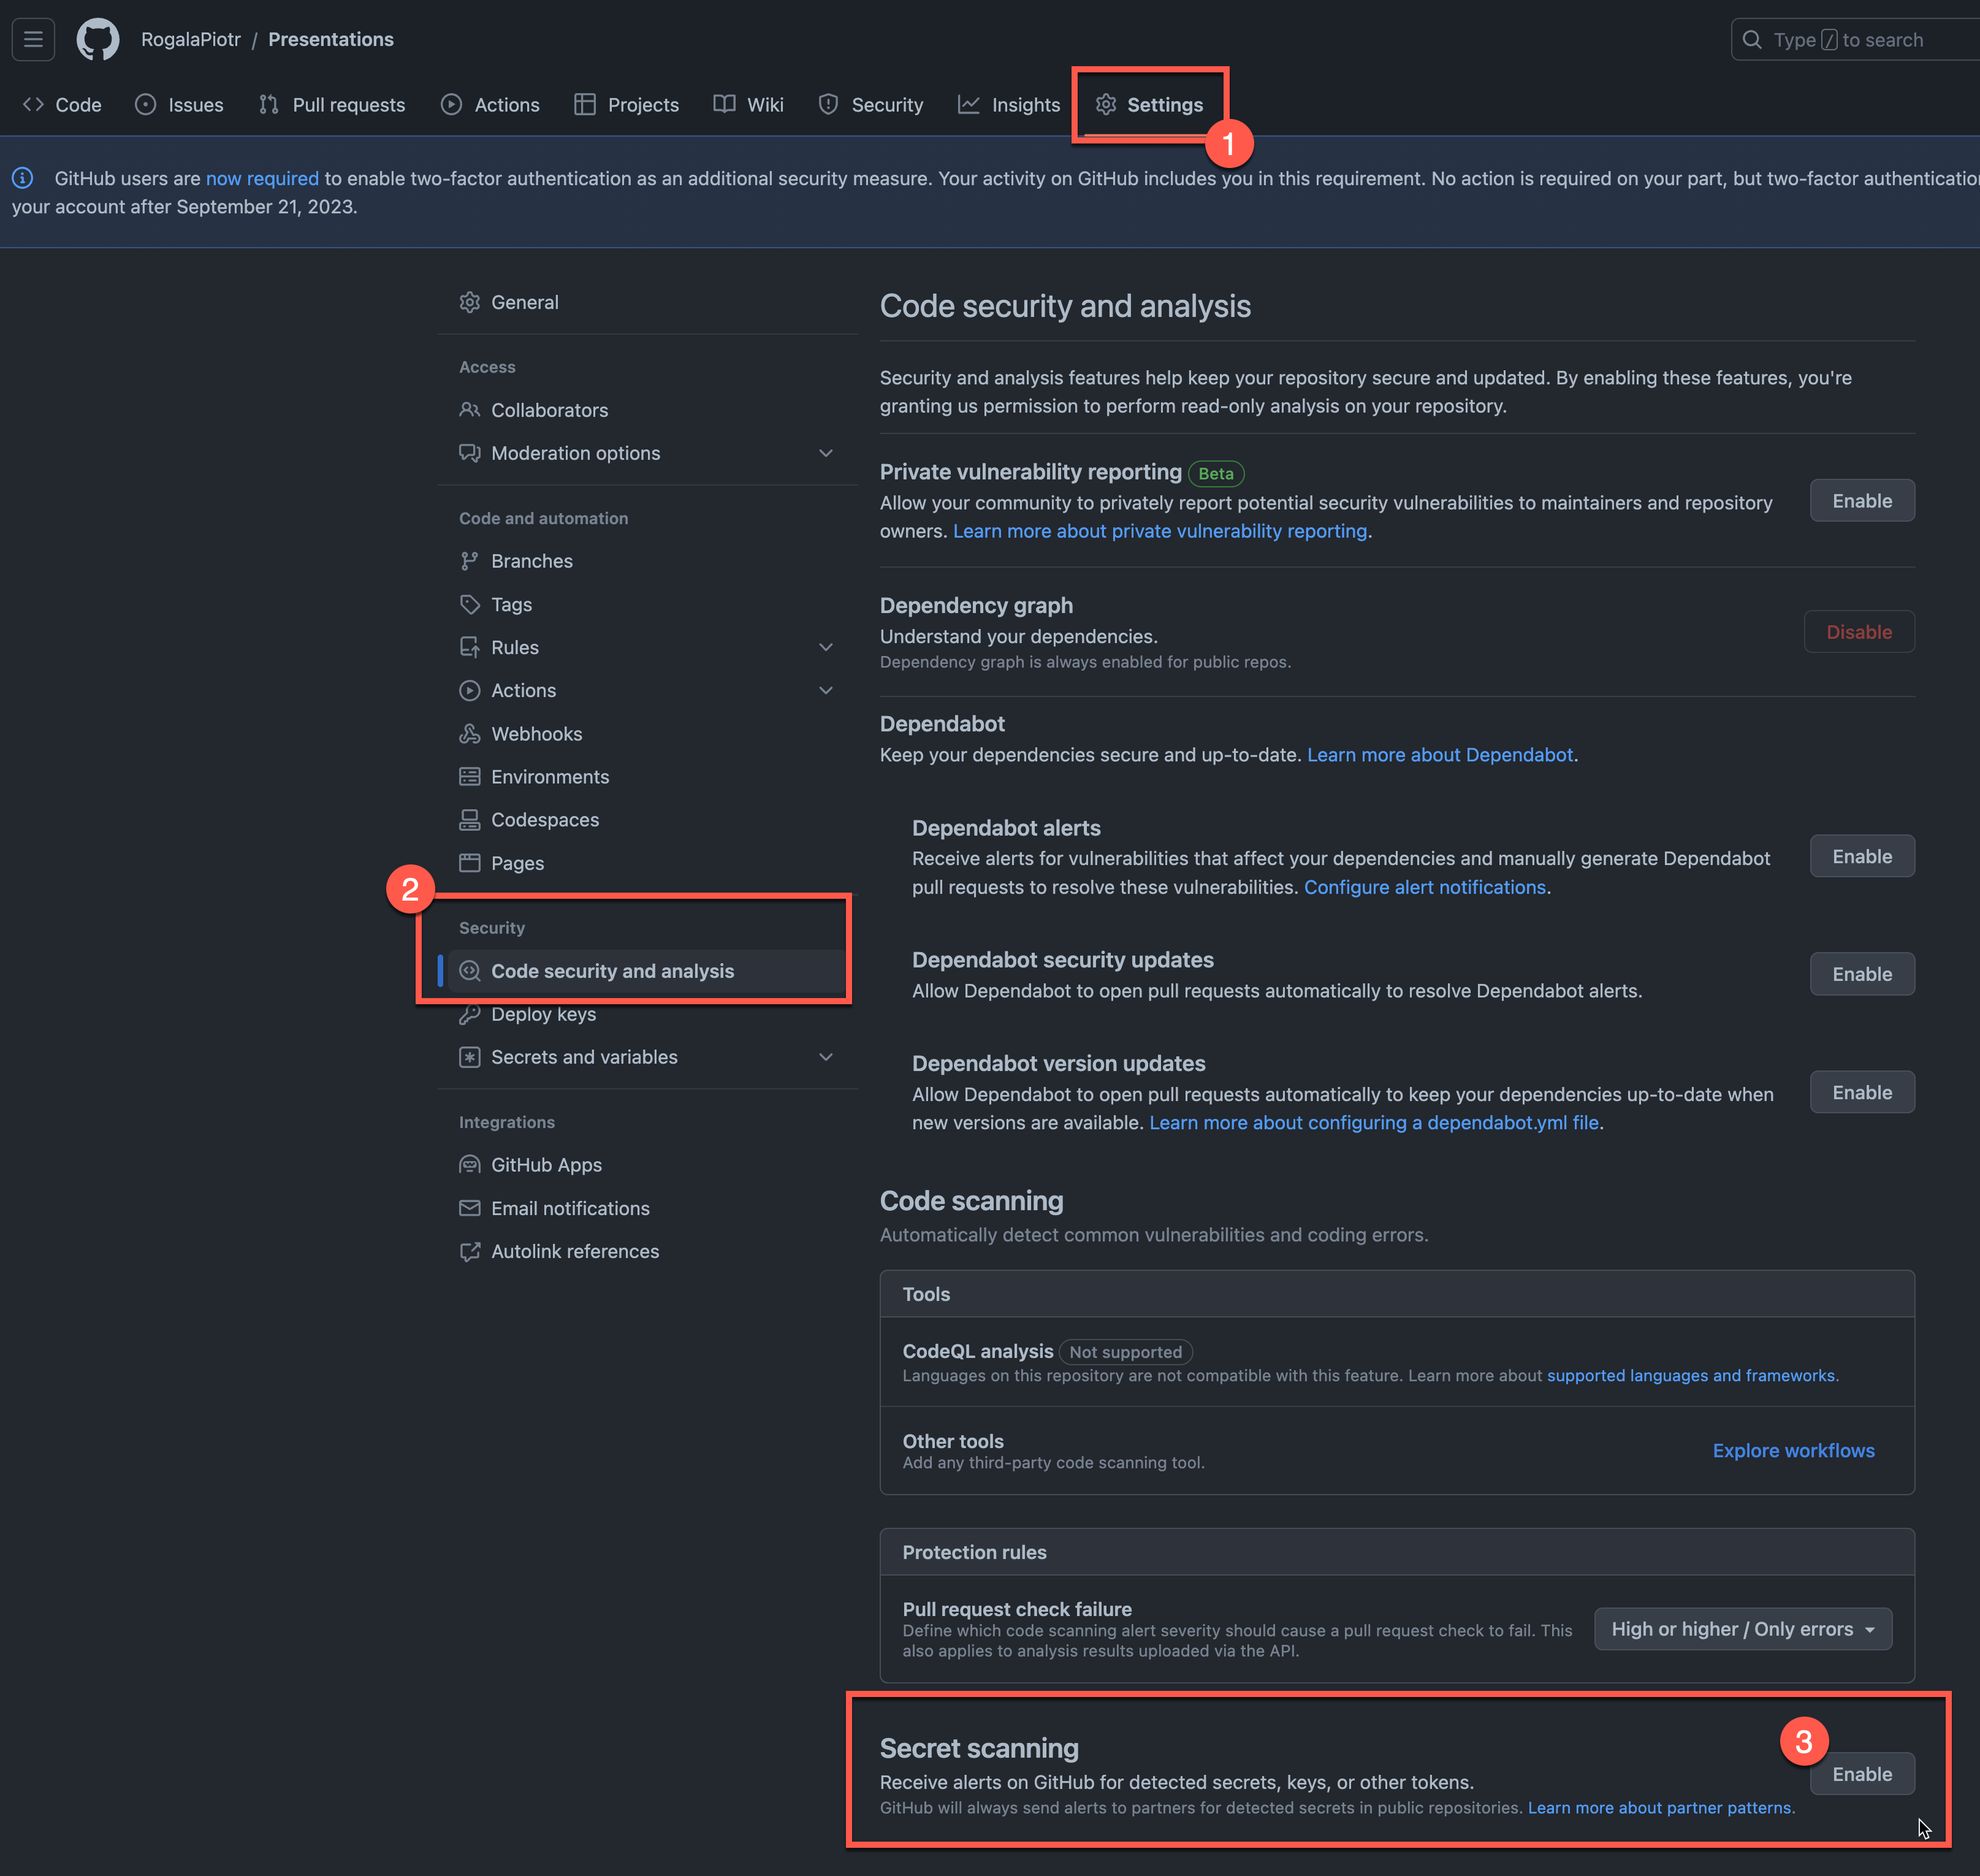 RogalaPiotr / Presentations
Type / to search
Code
Issues
Pull requests
Actions
Projects
Wiki
Security
Insights
Settings
1
GitHub users are now required to enable two-factor authentication as an additional security measure. Your activity on GitHub includes you in this requirement. No action is required on your part, but two-factor
your account after September 21, 2023.
General
Access
Collaborators
Moderation options
Code and automation
Branches
Tags
Rules
Actions
Webhooks
Environments
Codespaces
Pages
2
Security
Code security and analysis
Deploy keys
Secrets and variables
Integrations
GitHub Apps
Email notifications
Autolink references
Code security and analysis
Security and analysis features help keep your repository secure and updated. By enabling these features, you're
granting us permission to perform read-only analysis on your repository.
Private vulnerability reporting Beta
Allow your community to privately report potential security vulnerabilities to maintainers and repository
owners. Learn more about private vulnerability reporting.
Enable
Dependency graph
Understand your dependencies.
Dependency graph is always enabled for public repos.
Disable
Dependabot
Keep your dependencies secure and up-to-date. Learn more about Dependabot.
Dependabot alerts
Receive alerts for vulnerabilities that affect your dependencies and manually generate Dependabot
pull requests to resolve these vulnerabilities. Configure alert notifications.
Enable
Dependabot security updates
Allow Dependabot to open pull requests automatically to resolve Dependabot alerts.
Enable
Dependabot version updates
Allow Dependabot to open pull requests automatically to keep your dependencies up-to-date when
new versions are available. Learn more about configuring a dependabot.yml file.
Enable
Code scanning
Automatically detect common vulnerabilities and coding errors.
Tools
CodeQL analysis Not supported
Languages on this repository are not compatible with this feature. Learn more about supported languages and frameworks.
Other tools
Add any third-party code scanning tool.
Explore workflows
Protection rules
Pull request check failure
Define which code scanning alert severity should cause a pull request check to fail. This
also applies to analysis results uploaded via the API.
High or higher / Only errors
Secret scanning
Receive alerts on GitHub for detected secrets, keys, or other tokens.
GitHub will always send alerts to partners for detected secrets in public repositories. Learn more about partner patterns.
3
Enable